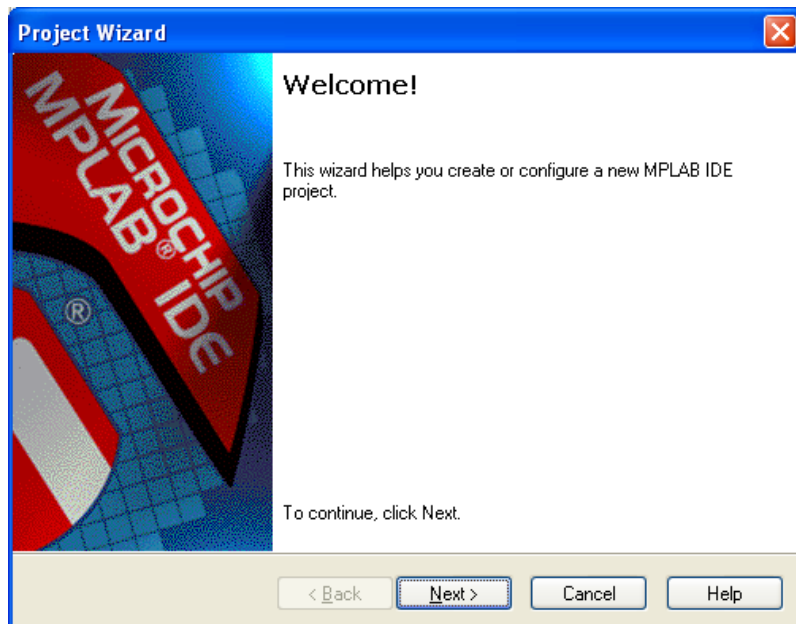 Project Wizard
MICROCHIP
MPLAB® IDE
®
Welcome!
This wizard helps you create or configure a new MPLAB IDE
project.
To continue, click Next.
< Back
Next >
Cancel
Help